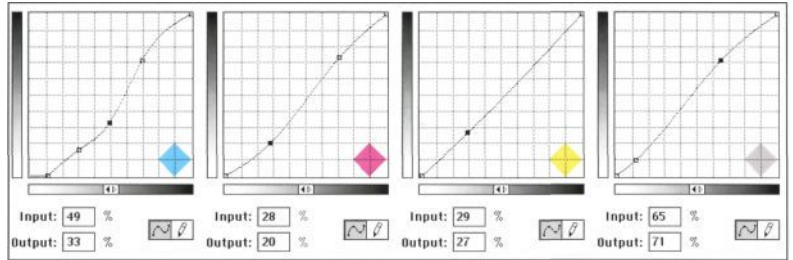 Input: 49 %
Output: 33 %
Input: 28 %
Output: 20 %
Input: 29 %
Output: 27 %
Input: 65 %
Output: 71 %